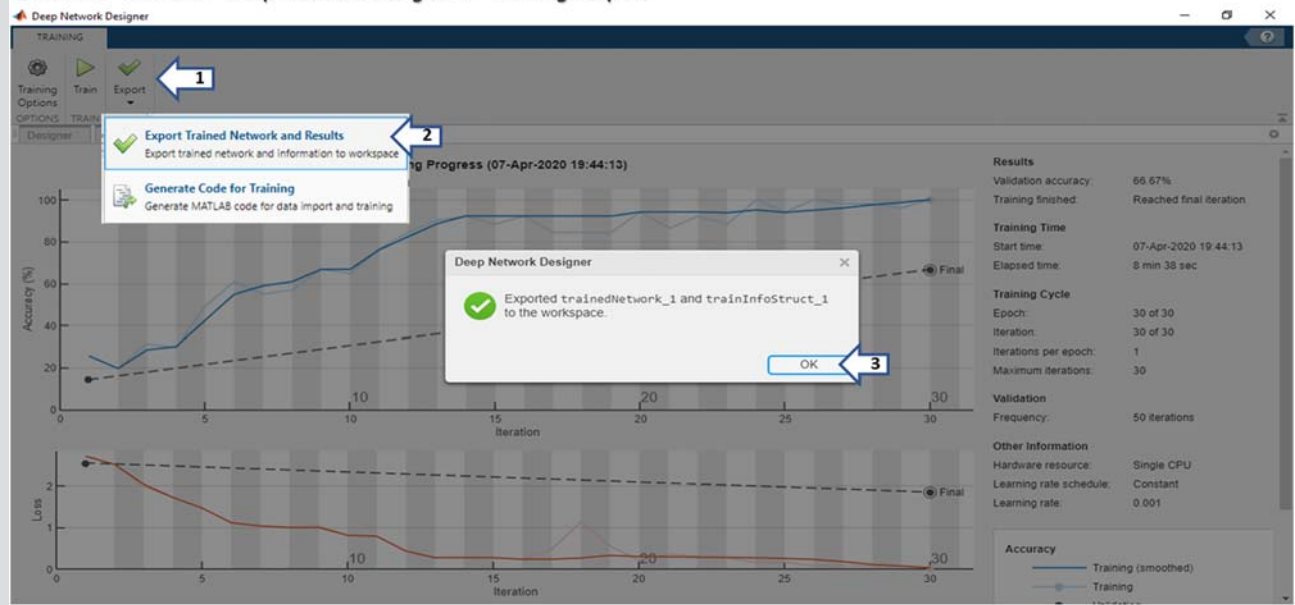 Deep Network Designer
TRAINING
Training Options
Train
Export
1
OPTIONS
TRAIN
Designer
Export Trained Network and Results
Export trained network and information to workspace
2
Generate Code for Training
Generate MATLAB code for data import and training
Progress (07-Apr-2020 19:44:13)
Accuracy (%)
100
80
60
40
20
0
Final
10
20
30
0
5
10
15
20
25
30
Iteration
Deep Network Designer
Exported trainedNetwork_1 and trainInfoStruct_1
to the workspace.
OK
3
Loss
2
1
0
Final
10
20
30
0
5
10
15
20
25
30
Iteration
Results
Validation accuracy: 66.67%
Training finished: Reached final iteration
Training Time
Start time: 07-Apr-2020 19:44:13
Elapsed time: 8 min 38 sec
Training Cycle
Epoch: 30 of 30
Iteration: 30 of 30
Iterations per epoch: 1
Maximum iterations: 30
Validation
Frequency: 50 iterations
Other Information
Hardware resource: Single CPU
Learning rate schedule: Constant
Learning rate: 0.001
Accuracy
Training (smoothed)
Training